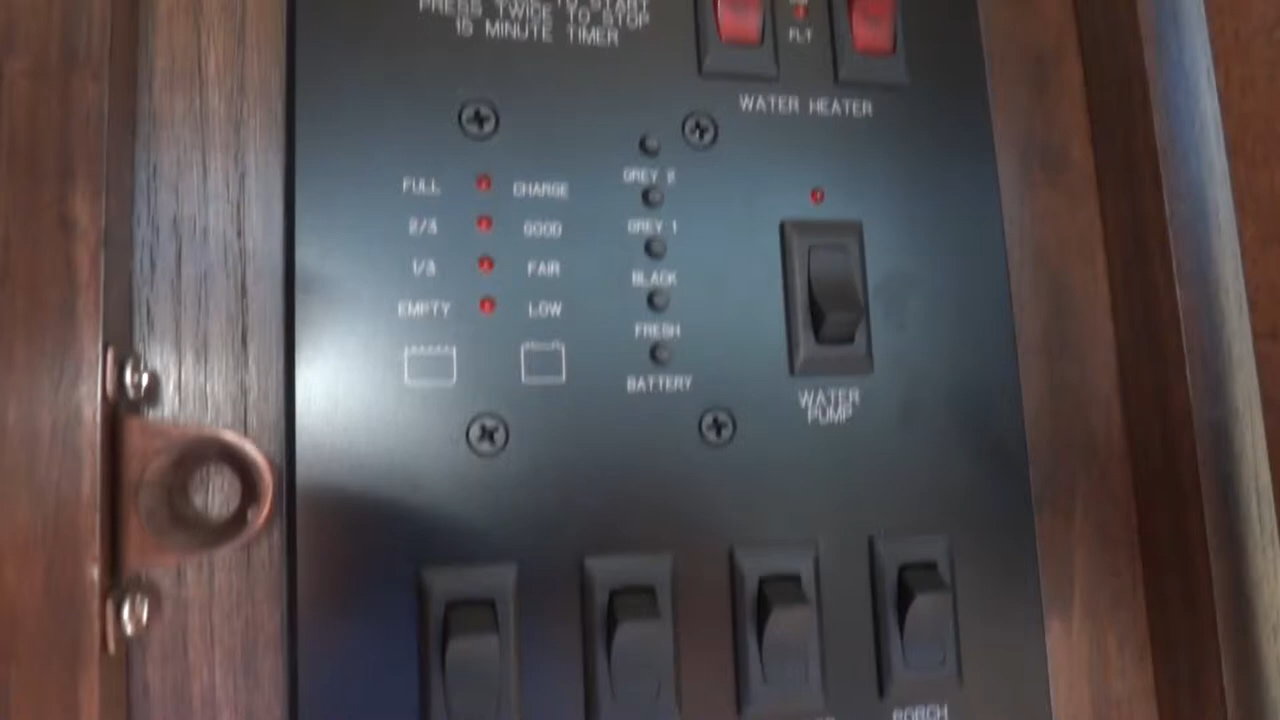 PRESS TWICE TO STOP
15 MINUTE TIMER
FLT
WATER HEATER
FULL CHARGE
2/3 GOOD
1/3 FAIR
EMPTY LOW
GREY 2
GREY 1
BLACK
FRESH
BATTERY
WATER
PUMP
PORCH